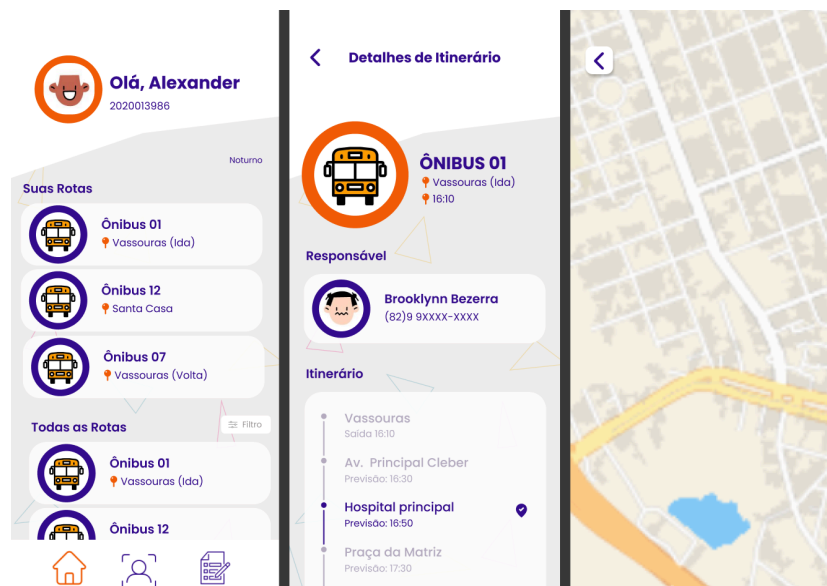 Olá, Alexander
2020013986
Noturno
Suas Rotas
Ônibus 01
Vassouras (Ida)
Ônibus 12
Santa Casa
Ônibus 07
Vassouras (Volta)
Todas as Rotas
Filtro
Ônibus 01
Vassouras (Ida)
Ônibus 12
Detalhes de Itinerário
ÔNIBUS 01
Vassouras (Ida)
16:10
Responsável
Brooklynn Bezerra
(82)9 9XXXX-XXXX
Itinerário
Vassouras
Saída 16:10
Av. Principal Cleber
Previsão: 16:30
Hospital principal
Previsão: 16:50
Praça da Matriz
Previsão: 17:30